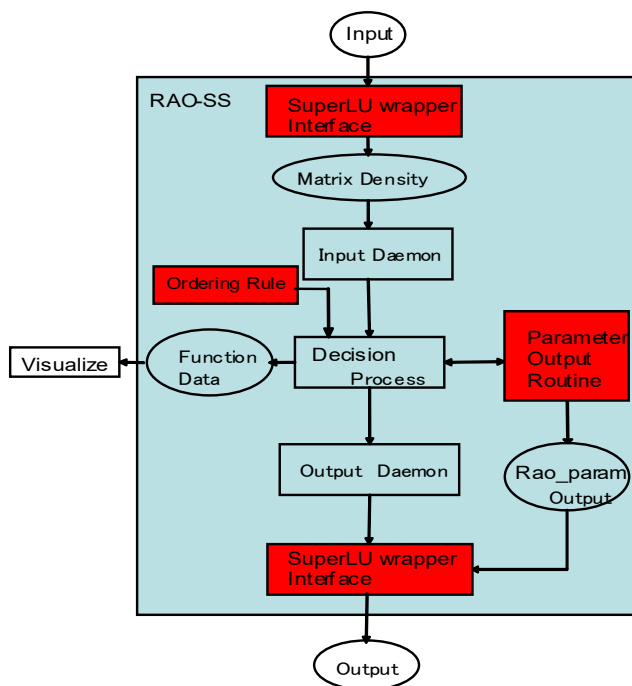 Input
RAO-SS
SuperLU wrapper
Interface
Matrix Density
Input Daemon
Ordering Rule
Visualize
Function
Data
Decision
Process
Parameter
Output
Routine
Output Daemon
Rao_param
Output
SuperLU wrapper
Interface
Output